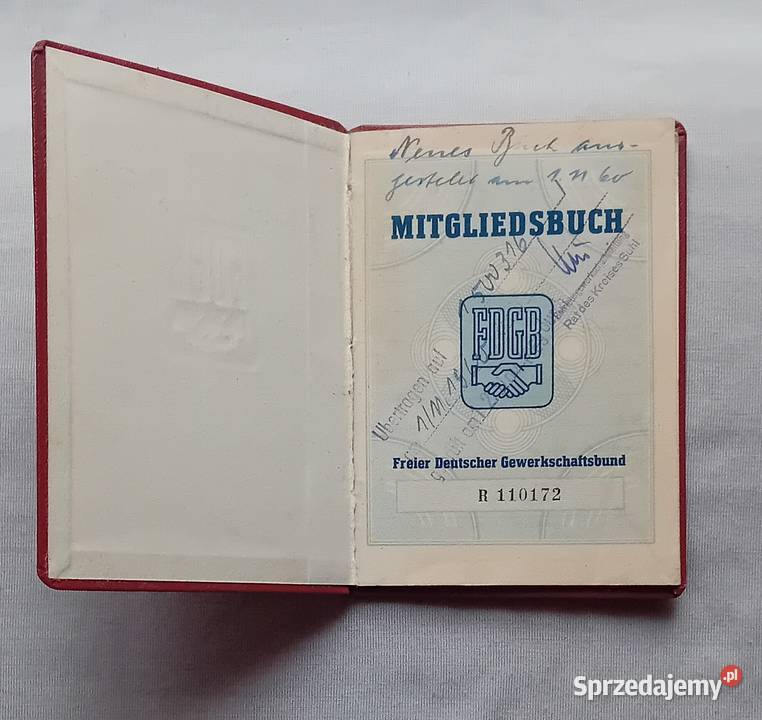 Neues Buch aus-
gestellt am 1.11.60
MITGLIEDSBUCH
Übertragen auf
Rat des Kreises Suhl
FDGB
Freier Deutscher Gewerkschaftsbund
R 110172
Sprzedajemy.pl